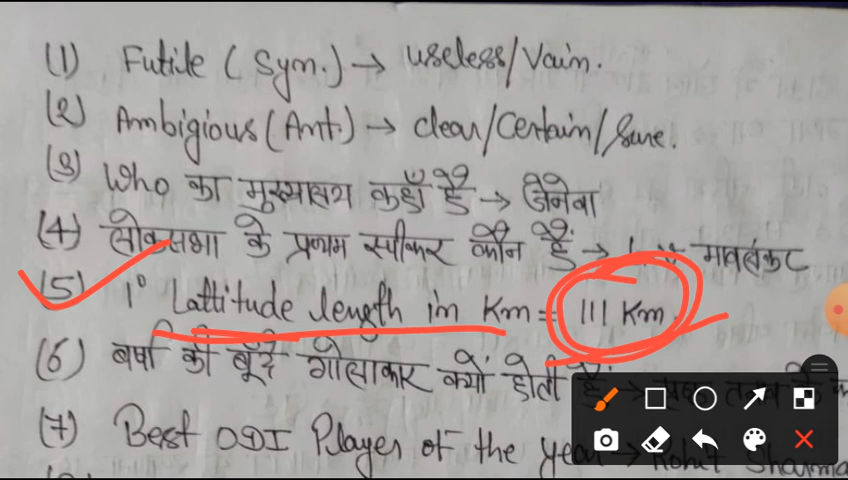 (1) Futile (Sym.) → useless/Vain.
(2) Ambigious (Ant.) → clear/Certain/Sure.
(3) Who का मुख्यालय कहाँ है → जेनेवा
(4) लोकसभा के प्रथम स्पीकर कौन हैं → मावलंकर
(5) 1° Lattitude length in Km = 111 Km.
(6) वर्षा की बूँदें गोलाकार क्यों होती हैं →
(7) Best ODI Player of the year → Rohit Sharma